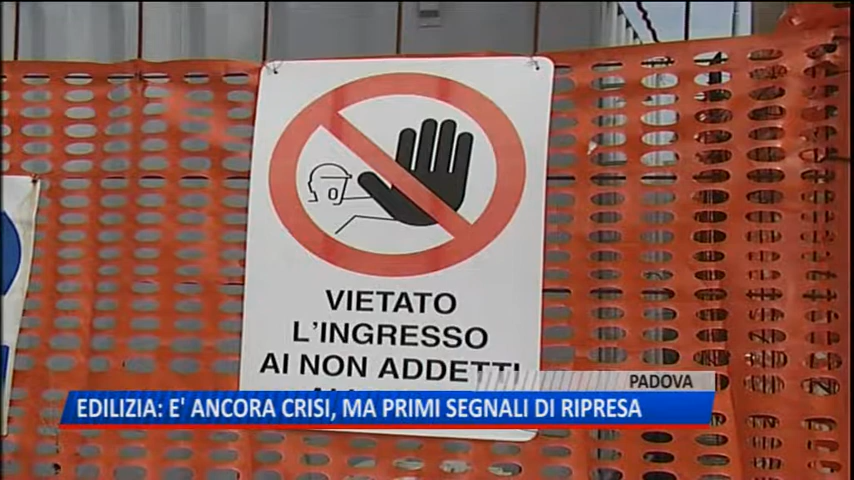 VIETATO
L'INGRESSO
AI NON ADDETTI
PADOVA
EDILIZIA: E' ANCORA CRISI, MA PRIMI SEGNALI DI RIPRESA